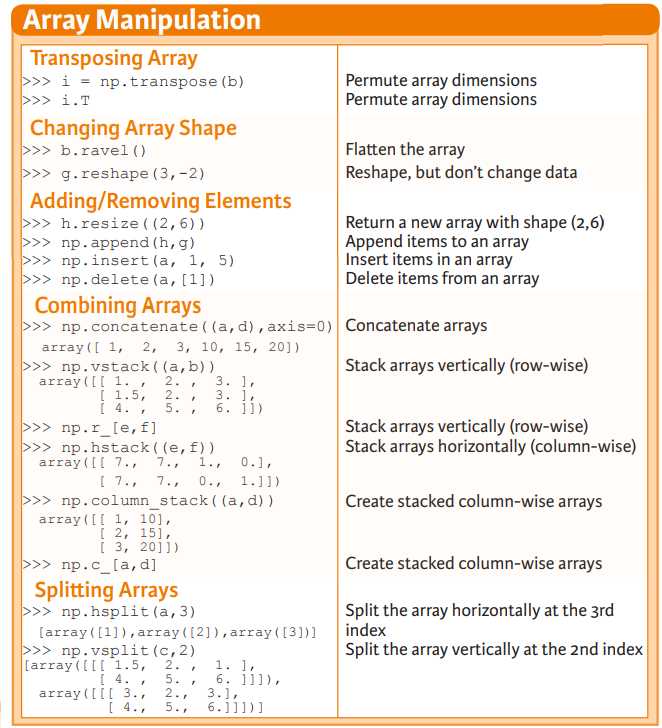 Array Manipulation
Transposing Array
>>> i = np.transpose(b) Permute array dimensions
>>> i.T Permute array dimensions
Changing Array Shape
>>> b.ravel() Flatten the array
>>> g.reshape(3,-2) Reshape, but don't change data
Adding/Removing Elements
>>> h.resize((2,6)) Return a new array with shape (2,6)
>>> np.append(h,g) Append items to an array
>>> np.insert(a, 1, 5) Insert items in an array
>>> np.delete(a,[1]) Delete items from an array
Combining Arrays
>>> np.concatenate((a,d),axis=0) Concatenate arrays
array([ 1, 2, 3, 10, 15, 20])
>>> np.vstack((a,b)) Stack arrays vertically (row-wise)
array([[ 1. , 2. , 3. ],
[ 1.5, 2. , 3. ],
[ 4. , 5. , 6. ]])
>>> np.r_[e,f] Stack arrays vertically (row-wise)
>>> np.hstack((e,f)) Stack arrays horizontally (column-wise)
array([[ 7., 7., 1., 0.],
[ 7., 7., 0., 1.]])
>>> np.column_stack((a,d)) Create stacked column-wise arrays
array([[ 1, 10],
[ 2, 15],
[ 3, 20]])
>>> np.c_[a,d] Create stacked column-wise arrays
Splitting Arrays
>>> np.hsplit(a,3) Split the array horizontally at the 3rd
[array([1]),array([2]),array([3])] index
>>> np.vsplit(c,2) Split the array vertically at the 2nd index
[array([[[ 1.5, 2. , 1. ],
[ 4. , 5. , 6. ]]]),
array([[[ 3., 2., 3.],
[ 4., 5., 6.]]])]